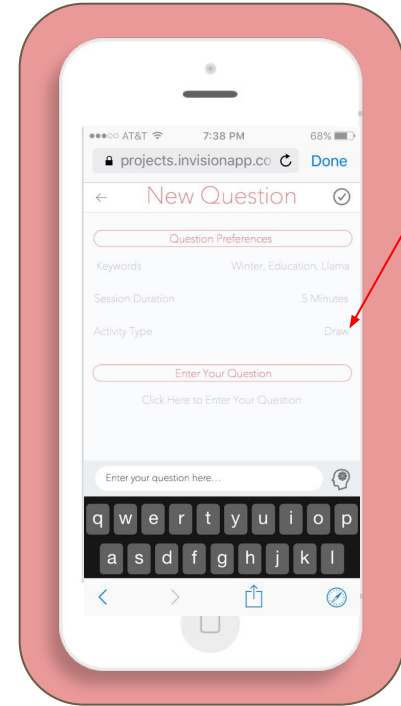 AT&T 7:38 PM 68%
projects.invisionapp.co Done
New Question
Question Preferences
Keywords Winter, Education, Llama
Session Duration 5 Minutes
Activity Type Draw
Enter Your Question
Click Here to Enter Your Question
Enter your question here...
q w e r t y u i o p
a s d f g h j k l